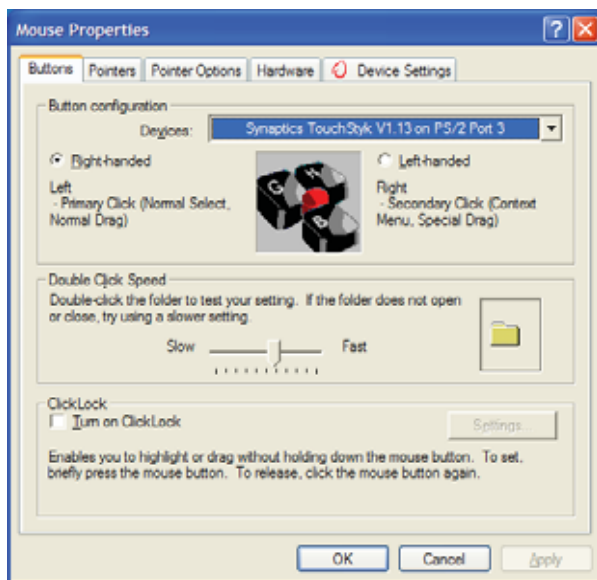 Mouse Properties
Buttons Pointers Pointer Options Hardware Device Settings
Button configuration
Devices: Synaptics TouchStyk V1.13 on PS/2 Port 3
Right-handed Left-handed
Left
- Primary Click (Normal Select,
Normal Drag)
G H B
Right
- Secondary Click (Context
Menu, Special Drag)
Double Click Speed
Double-click the folder to test your setting. If the folder does not open
or close, try using a slower setting.
Slow Fast
ClickLock
Turn on ClickLock Settings...
Enables you to highlight or drag without holding down the mouse button. To set,
briefly press the mouse button. To release, click the mouse button again.
OK Cancel Apply